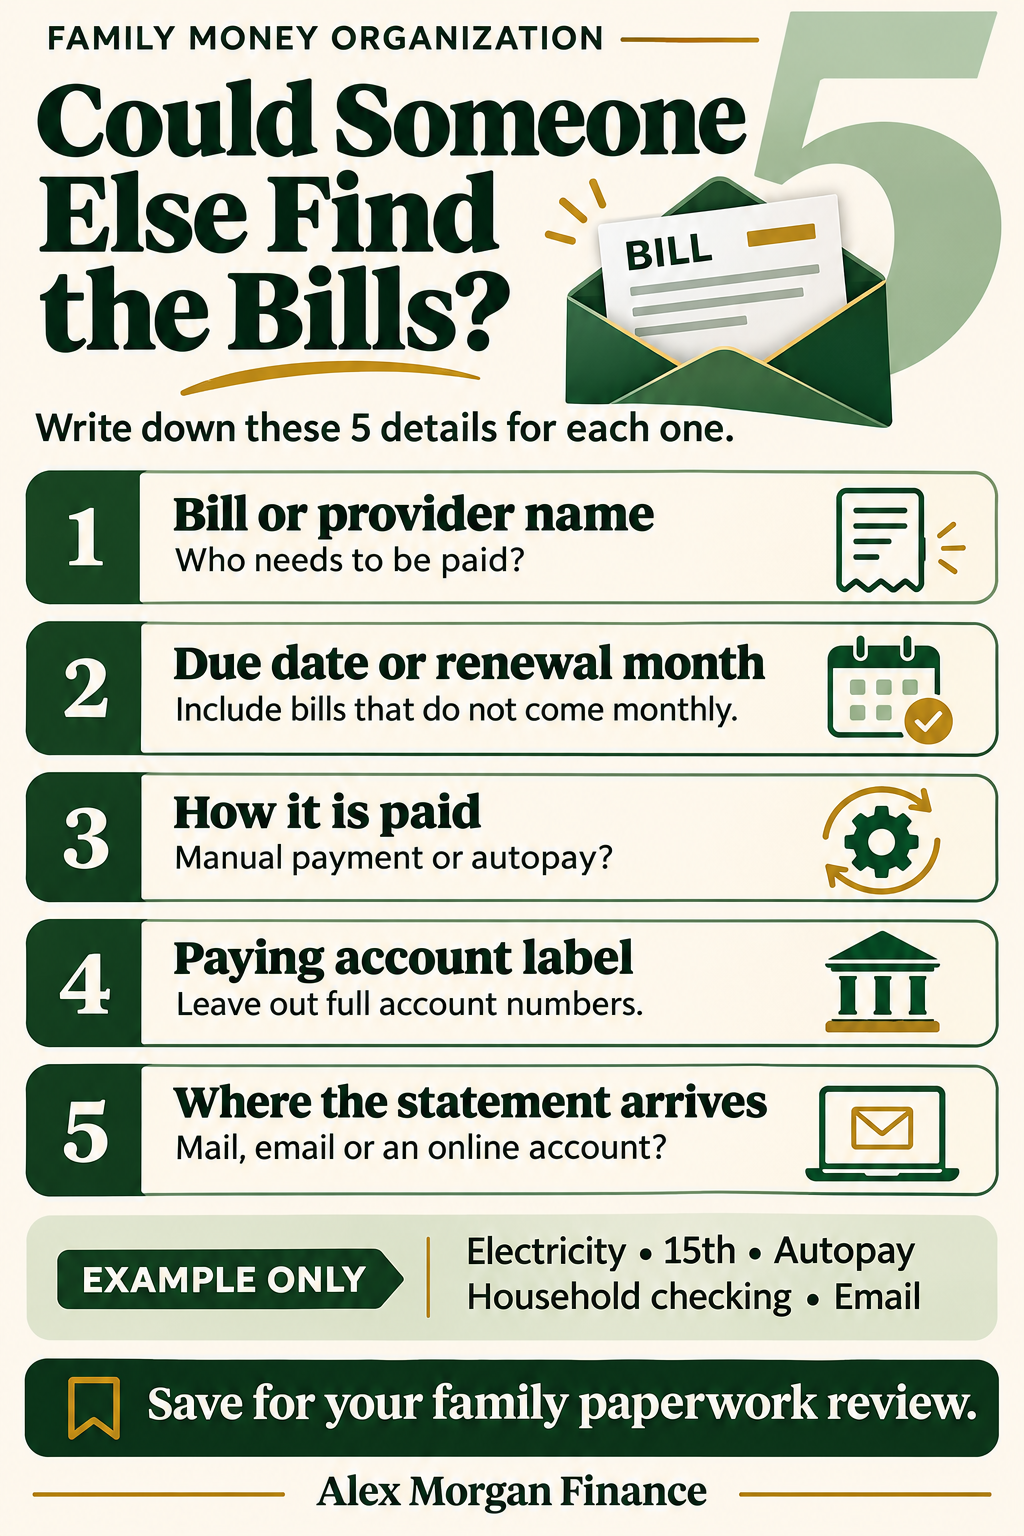 FAMILY MONEY ORGANIZATION
5
Could Someone
Else Find
the Bills?
BILL
Write down these 5 details for each one.
1
Bill or provider name
Who needs to be paid?
2
Due date or renewal month
Include bills that do not come monthly.
3
How it is paid
Manual payment or autopay?
4
Paying account label
Leave out full account numbers.
5
Where the statement arrives
Mail, email or an online account?
EXAMPLE ONLY
Electricity • 15th • Autopay
Household checking • Email
Save for your family paperwork review.
Alex Morgan Finance